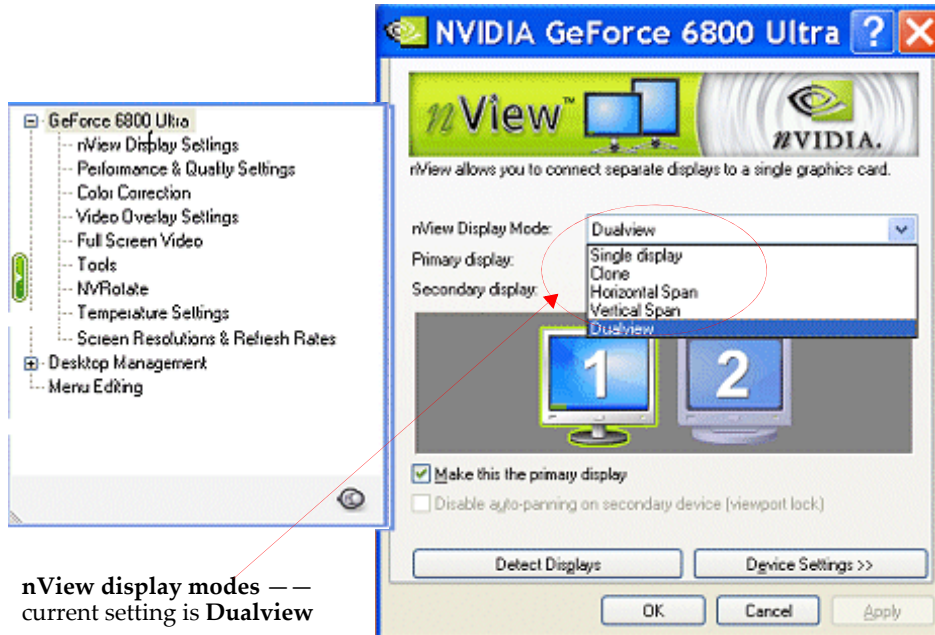 NVIDIA GeForce 6800 Ultra
nView™
NVIDIA.
nView allows you to connect separate displays to a single graphics card.
nView Display Mode: Dualview
Primary display:
Secondary display:
Single display
Clone
Horizontal Span
Vertical Span
Dualview
1 2
Make this the primary display
Disable auto-panning on secondary device (viewport lock)
Detect Displays Device Settings >>
OK Cancel Apply
GeForce 6800 Ultra
nView Display Settings
Performance & Quality Settings
Color Correction
Video Overlay Settings
Full Screen Video
Tools
NVRotate
Temperature Settings
Screen Resolutions & Refresh Rates
Desktop Management
Menu Editing
nView display modes ——
current setting is Dualview